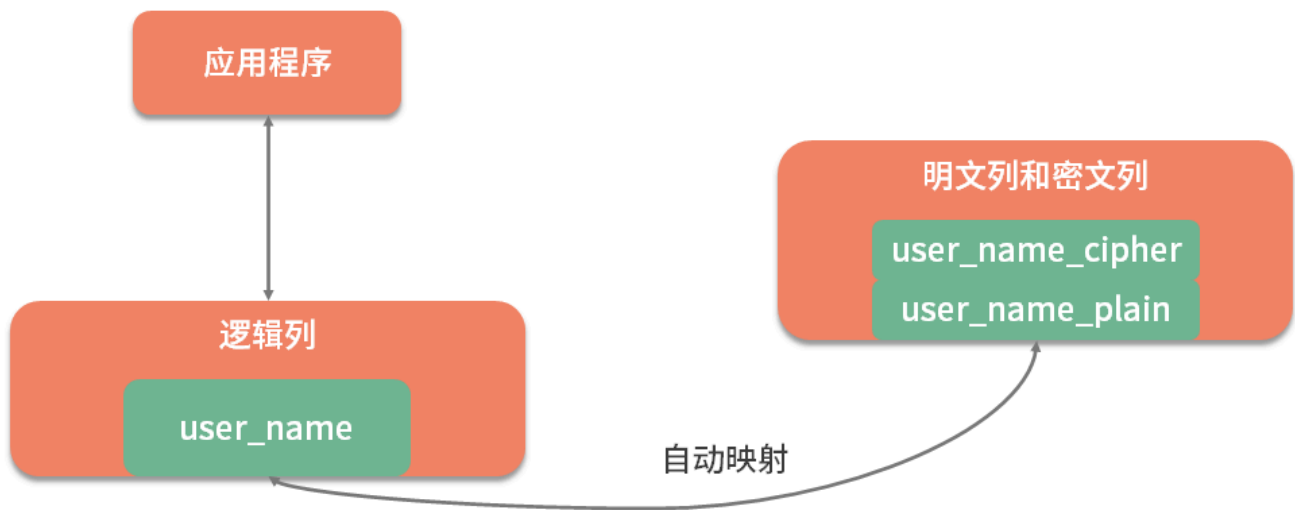 应用程序
明文列和密文列
user_name_cipher
user_name_plain
逻辑列
user_name
自动映射